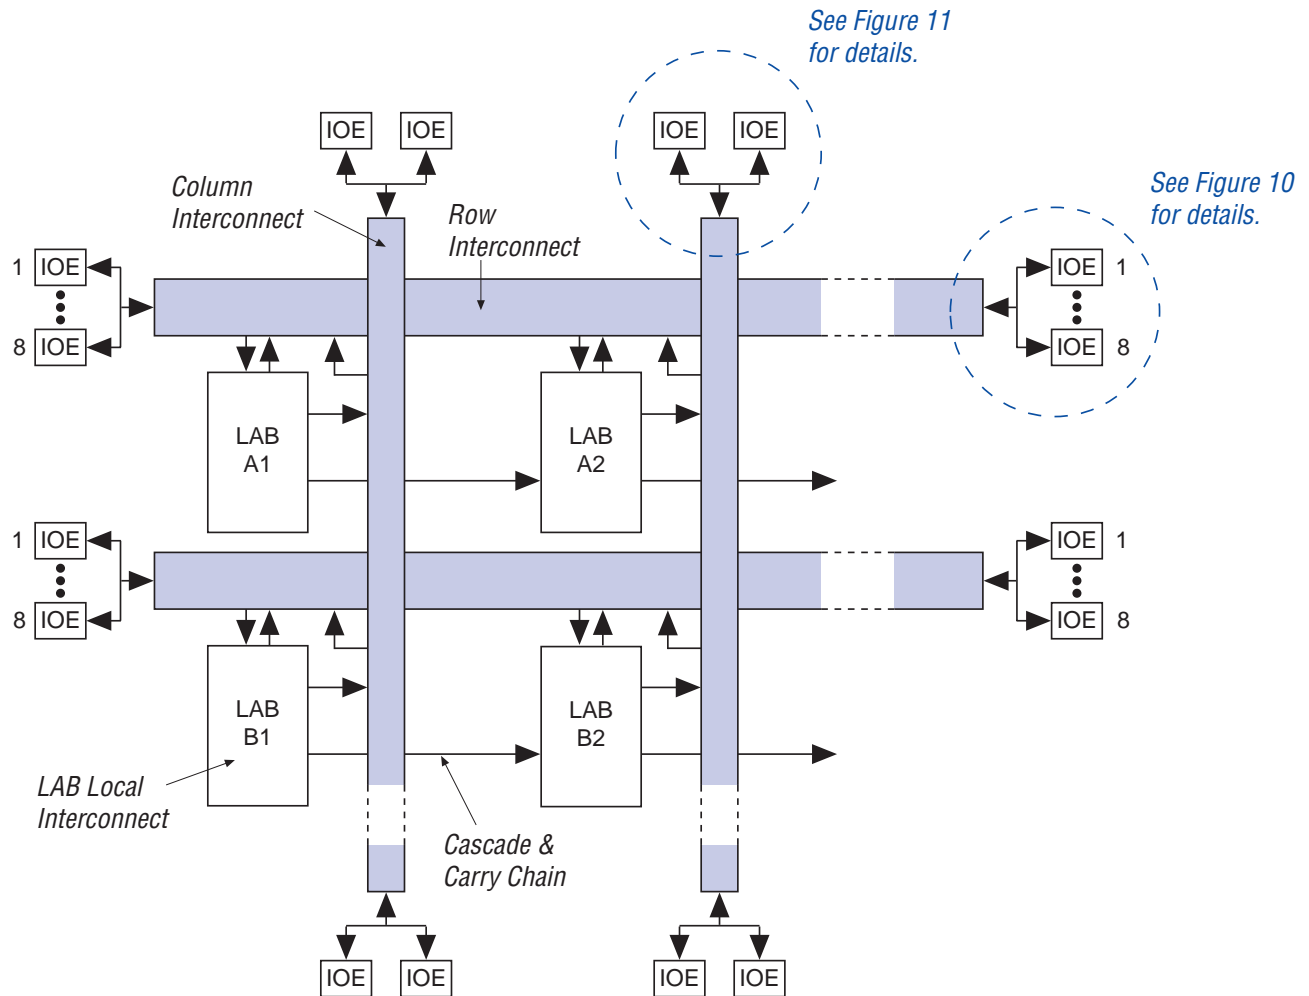 See Figure 11
for details.
IOE IOE IOE IOE
Column
Interconnect
Row
Interconnect
See Figure 10
for details.
1 IOE IOE 1
8 IOE IOE 8
LAB
A1
LAB
A2
1 IOE IOE 1
8 IOE IOE 8
LAB
B1
LAB
B2
LAB Local
Interconnect
Cascade &
Carry Chain
IOE IOE IOE IOE